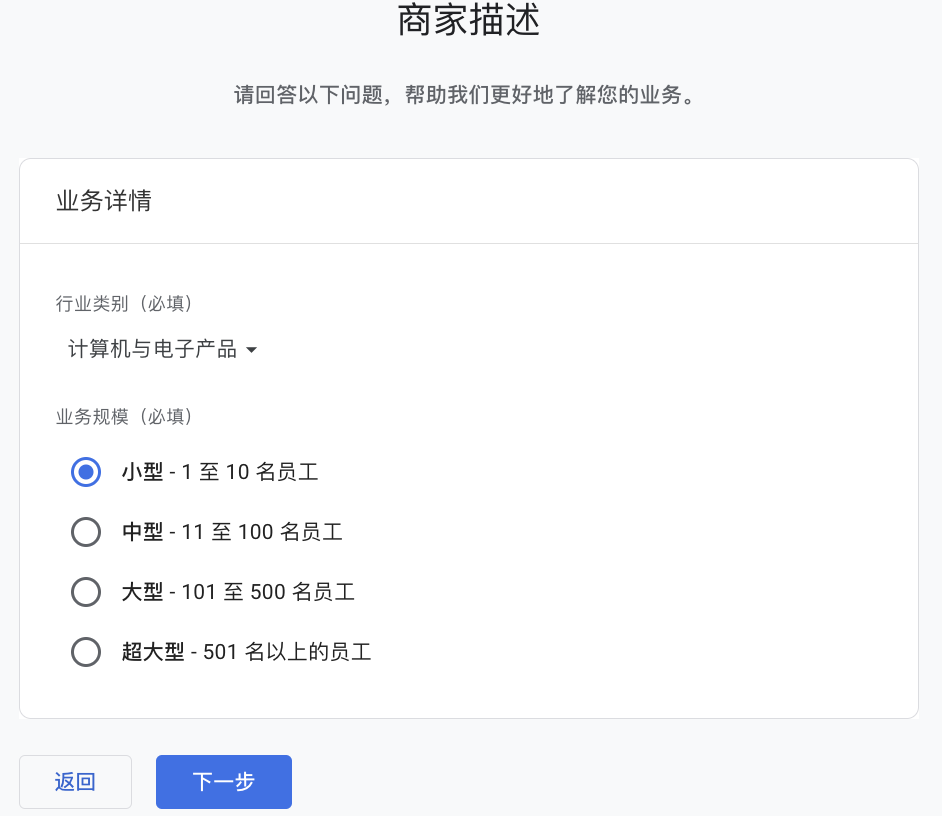 商家描述
请回答以下问题，帮助我们更好地了解您的业务。
业务详情
行业类别（必填）
计算机与电子产品
业务规模（必填）
小型 - 1 至 10 名员工
中型 - 11 至 100 名员工
大型 - 101 至 500 名员工
超大型 - 501 名以上的员工
返回
下一步